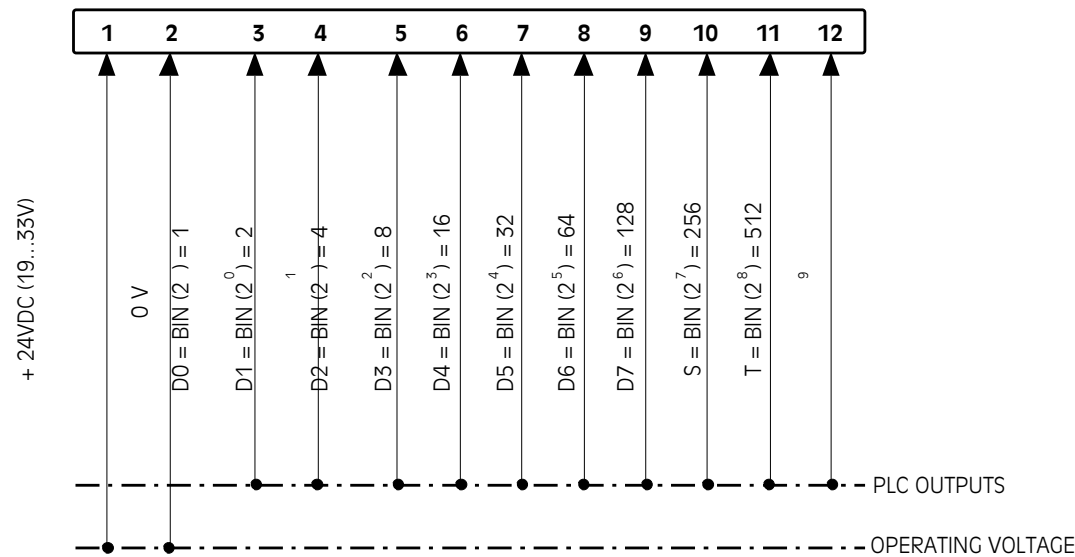 1 2 3 4 5 6 7 8 9 10 11 12
+ 24VDC (19...33V)
0 V
D0 = BIN (2 ) = 1
D1 = BIN (2⁰) = 2
1
D2 = BIN (2 ) = 4
D3 = BIN (2²) = 8
D4 = BIN (2³) = 16
D5 = BIN (2⁴) = 32
D6 = BIN (2⁵) = 64
D7 = BIN (2⁶) = 128
S = BIN (2⁷) = 256
T = BIN (2⁸) = 512
9
PLC OUTPUTS
OPERATING VOLTAGE